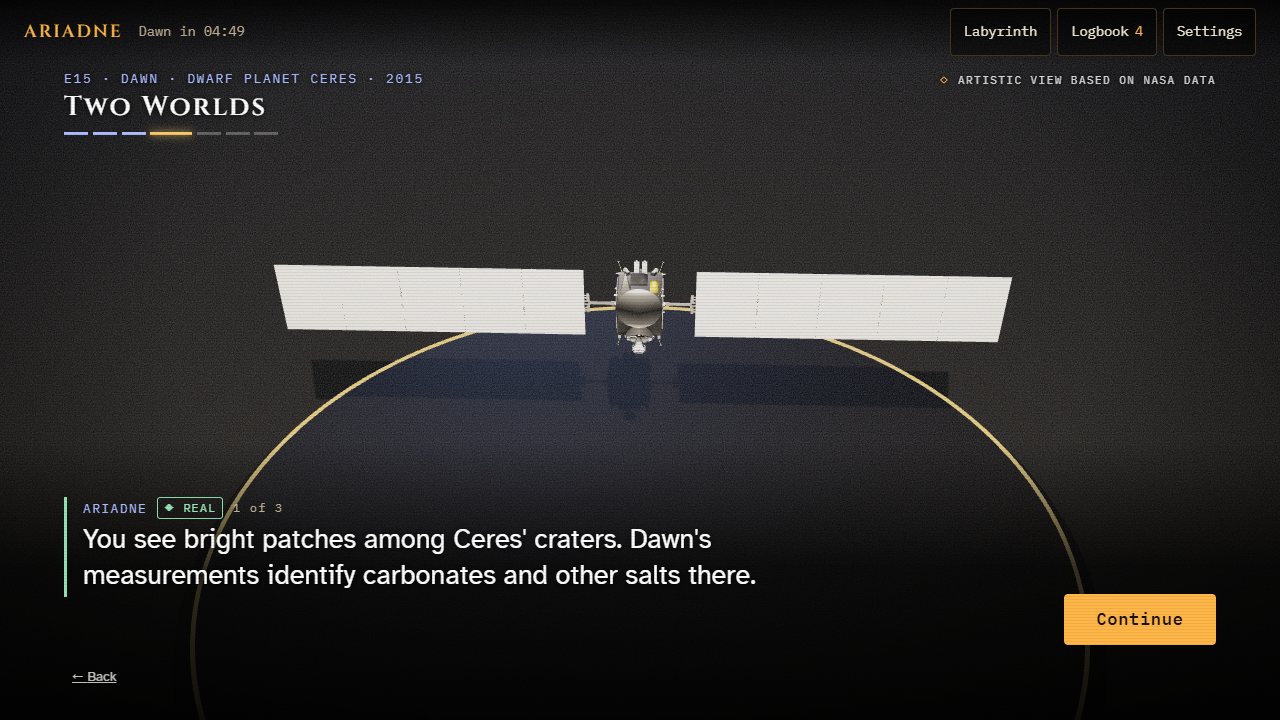 ARIADNE Dawn in 04:49 Labyrinth Logbook 4 Settings
E15 · DAWN · DWARF PLANET CERES · 2015
◇ ARTISTIC VIEW BASED ON NASA DATA
Two Worlds
ARIADNE ◆ REAL 1 of 3
You see bright patches among Ceres' craters. Dawn's
measurements identify carbonates and other salts there.
Continue
← Back